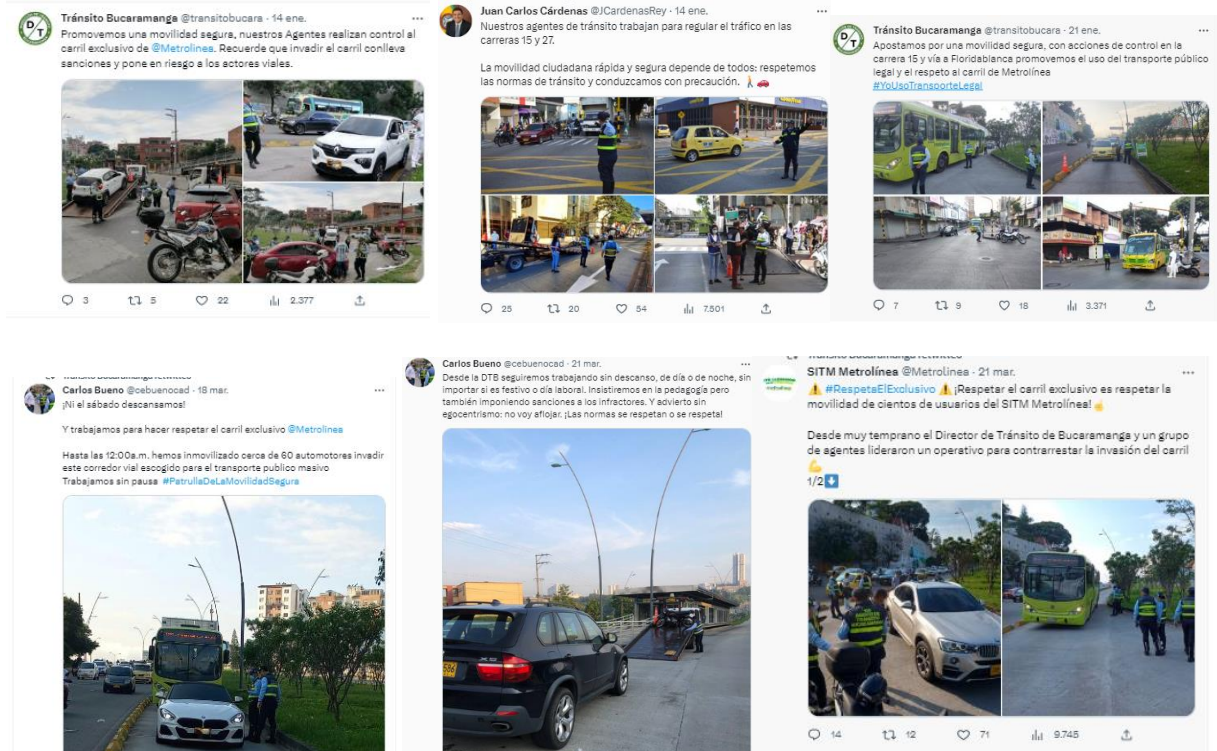 Tránsito Bucaramanga @transitobucara · 14 ene.
Promovemos una movilidad segura, nuestros Agentes realizan control al
carril exclusivo de @Metrolinea. Recuerde que invadir el carril conlleva
sanciones y pone en riesgo a los actores viales.
3 5 22 2.377
Juan Carlos Cárdenas @JCardenasRey · 14 ene.
Nuestros agentes de tránsito trabajan para regular el tráfico en las
carreras 15 y 27.
La movilidad ciudadana rápida y segura depende de todos: respetemos
las normas de tránsito y conduzcamos con precaución. 🚶🚗
25 20 54 7.501
Tránsito Bucaramanga @transitobucara · 21 ene.
Apostamos por una movilidad segura, con acciones de control en la
carrera 15 y vía a Floridablanca promovemos el uso del transporte público
legal y el respeto al carril de Metrolínea
#YoUsoTransporteLegal
7 9 18 3.371
Carlos Bueno @cebuenocad · 18 mar.
¡Ni el sábado descansamos!
Y trabajamos para hacer respetar el carril exclusivo @Metrolinea
Hasta las 12:00a.m. hemos inmovilizado cerca de 60 automotores invadir
este corredor vial escogido para el transporte publico masivo
Trabajamos sin pausa #PatrullaDeLaMovilidadSegura
Carlos Bueno @cebuenocad · 21 mar.
Desde la DTB seguiremos trabajando sin descanso, de día o de noche, sin
importar si es festivo o día laboral. Insistiremos en la pedagogía pero
también imponiendo sanciones a los infractores. Y advierto sin
egocentrismo: no voy aflojar. ¡Las normas se respetan o se respeta!
Tránsito Bucaramanga retwitteó
SITM Metrolínea @Metrolinea · 21 mar.
⚠️ #RespetaElExclusivo ⚠️ ¡Respetar el carril exclusivo es respetar la
movilidad de cientos de usuarios del SITM Metrolínea!☝️
Desde muy temprano el Director de Tránsito de Bucaramanga y un grupo
de agentes lideraron un operativo para contrarrestar la invasión del carril
💪
1/2⬇️
14 12 71 9.745